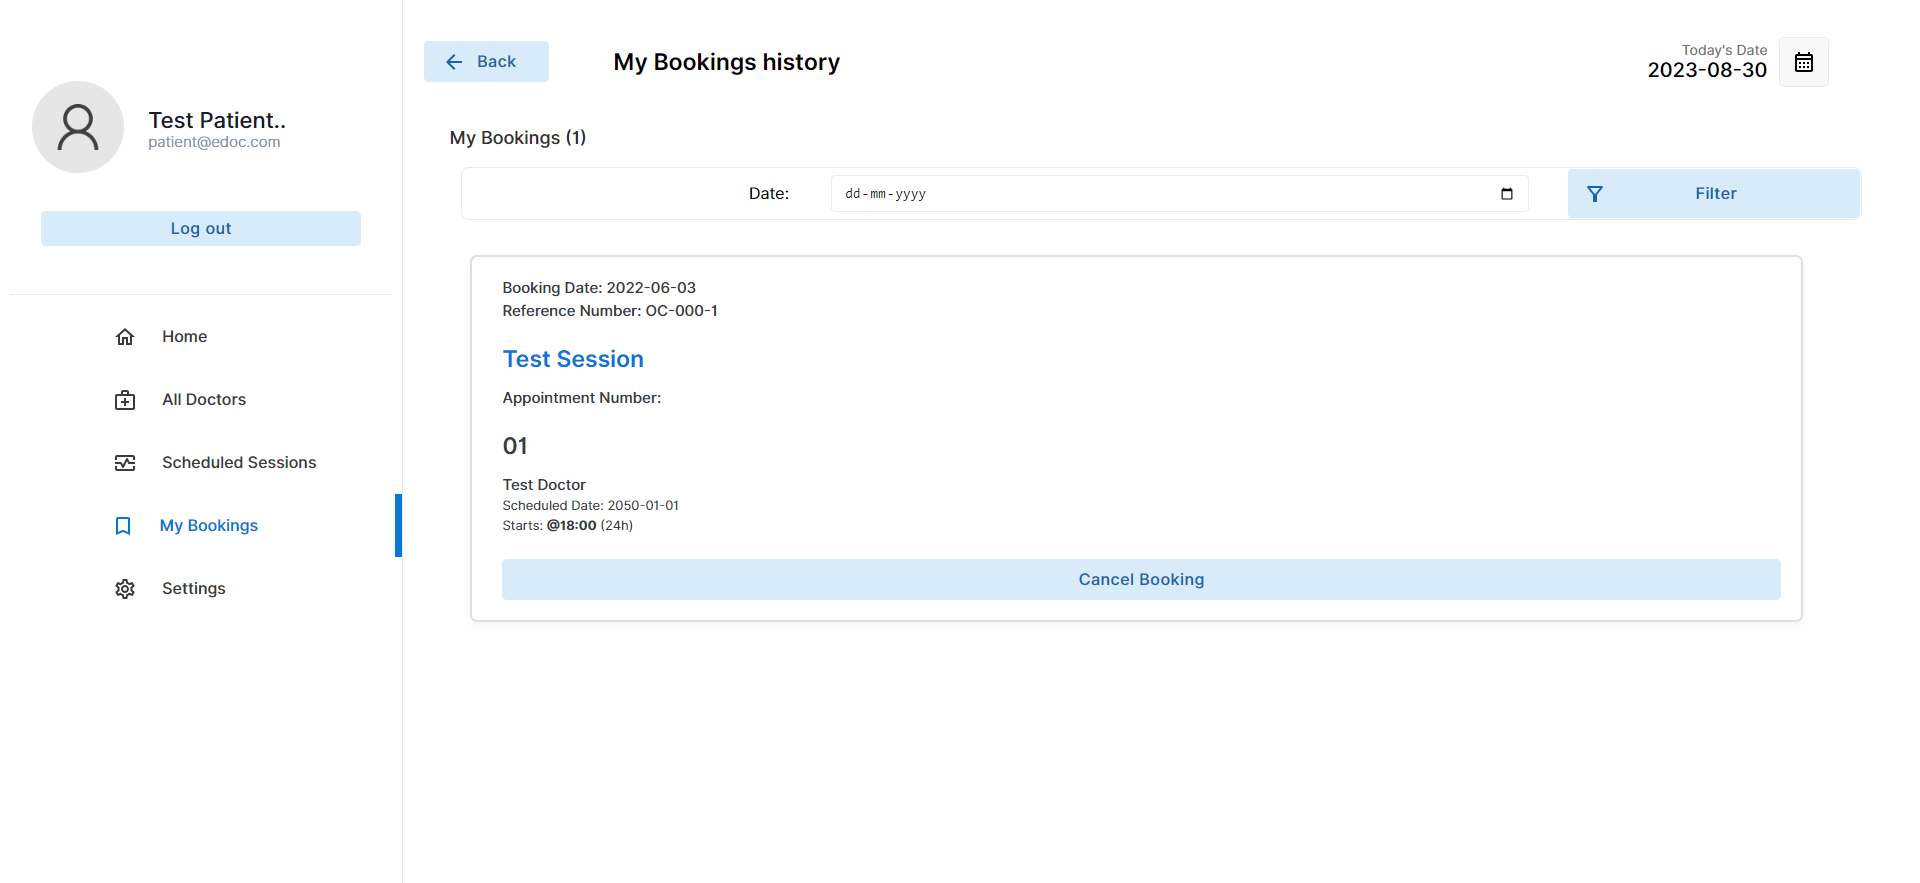 Test Patient..
patient@edoc.com
Log out
Home
All Doctors
Scheduled Sessions
My Bookings
Settings
Back
My Bookings history
Today's Date
2023-08-30
My Bookings (1)
Date:
dd-mm-yyyy
Filter
Booking Date: 2022-06-03
Reference Number: OC-000-1
Test Session
Appointment Number:
01
Test Doctor
Scheduled Date: 2050-01-01
Starts: @18:00 (24h)
Cancel Booking